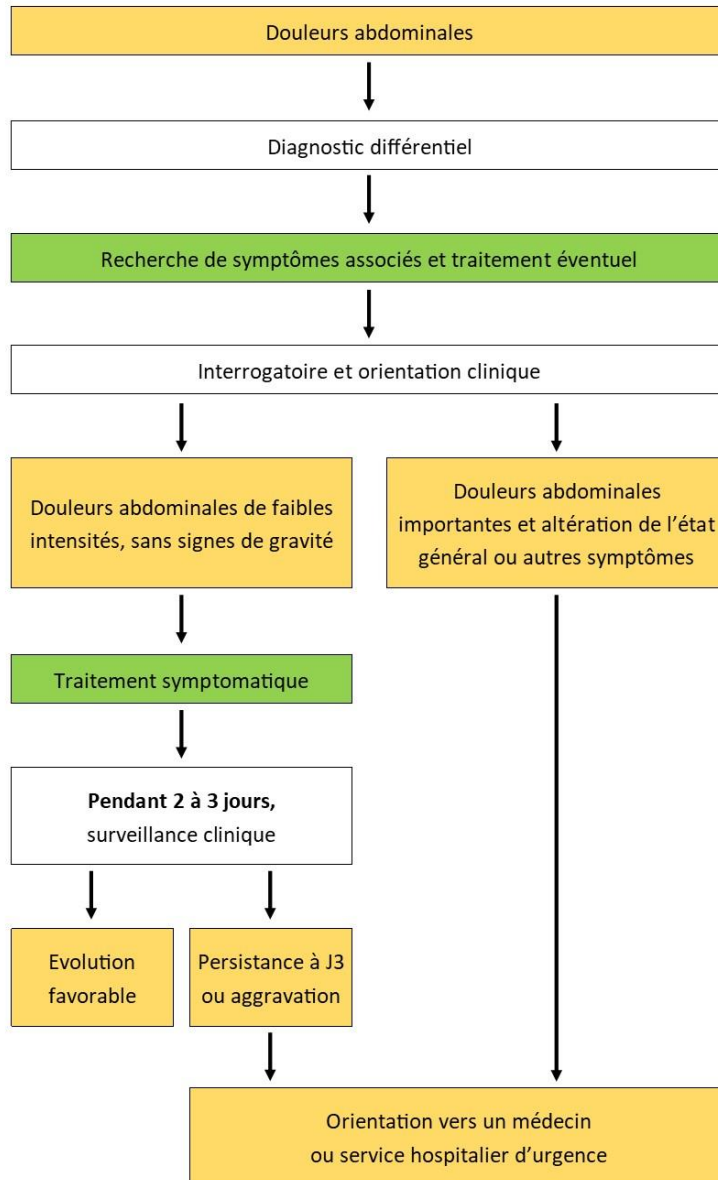 Douleurs abdominales
Diagnostic différentiel
Recherche de symptômes associés et traitement éventuel
Interrogatoire et orientation clinique
Douleurs abdominales de faibles
intensités, sans signes de gravité
Douleurs abdominales
importantes et altération de l'état
général ou autres symptômes
Traitement symptomatique
Pendant 2 à 3 jours,
surveillance clinique
Evolution
favorable
Persistance à J3
ou aggravation
Orientation vers un médecin
ou service hospitalier d'urgence